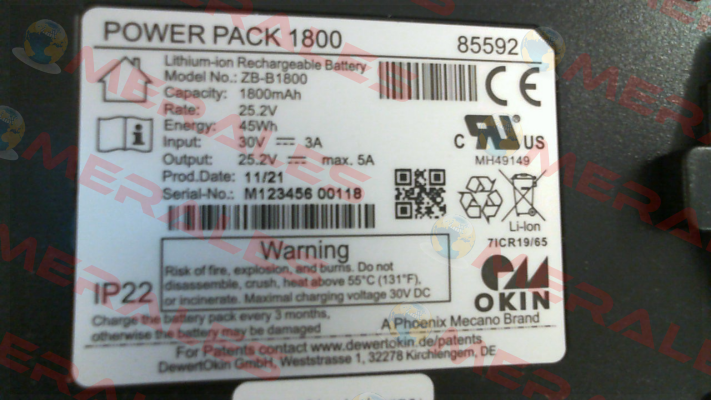 POWER PACK 1800 85592
Lithium-ion Rechargeable Battery
Model No.: ZB-B1800
Capacity: 1800mAh
Rate: 25.2V
Energy: 45Wh
Input: 30V ⎓ 3A
Output: 25.2V ⎓ max. 5A
Prod.Date: 11/21
Serial-No.: M123456 00118
CE
C RU US
MH49149
Li-Ion
7ICR19/65
Warning
Risk of fire, explosion, and burns. Do not
disassemble, crush, heat above 55°C (131°F),
or incinerate. Maximal charging voltage 30V DC
IP22
OKIN
Charge the battery pack every 3 months,
otherwise the battery may be damaged
A Phoenix Mecano Brand
For Patents contact www.dewertokin.de/patents
DewertOkin GmbH, Weststrasse 1, 32278 Kirchlengern, DE
MERALES